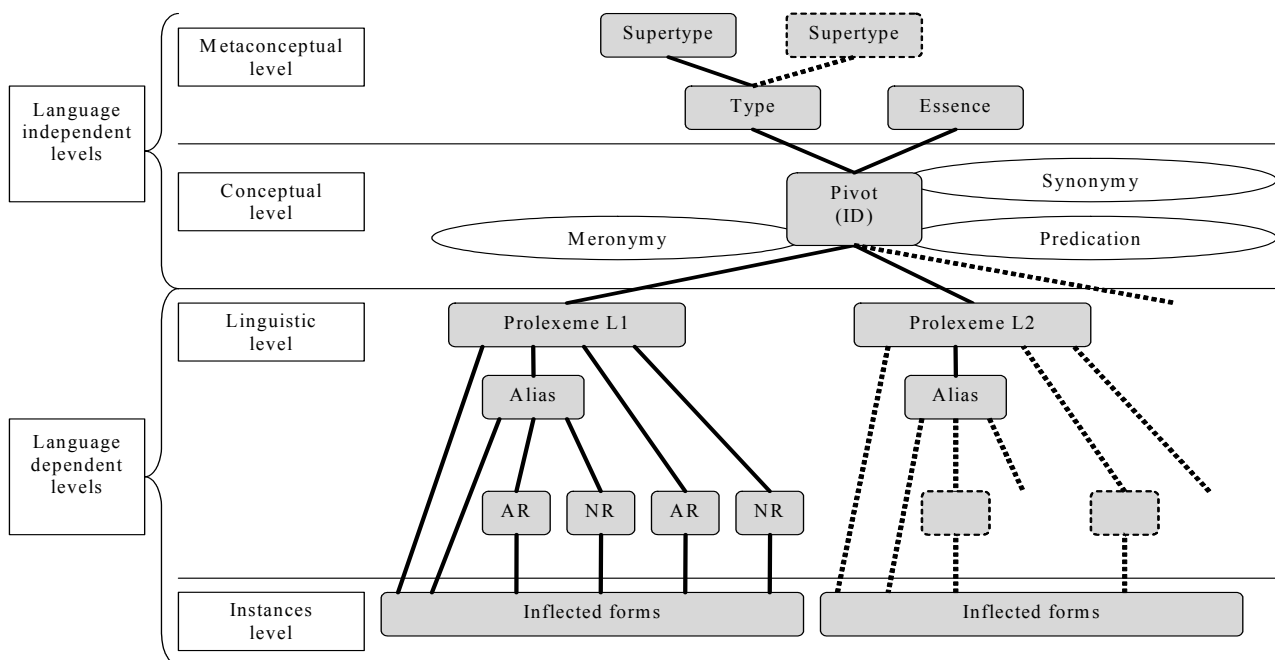 Supertype
Supertype
Metaconceptual
level
Language
independent
levels
Type
Essence
Conceptual
level
Pivot
(ID)
Synonymy
Meronymy
Predication
Linguistic
level
Prolexeme L1
Prolexeme L2
Alias
Alias
Language
dependent
levels
AR
NR
AR
NR
Instances
level
Inflected forms
Inflected forms